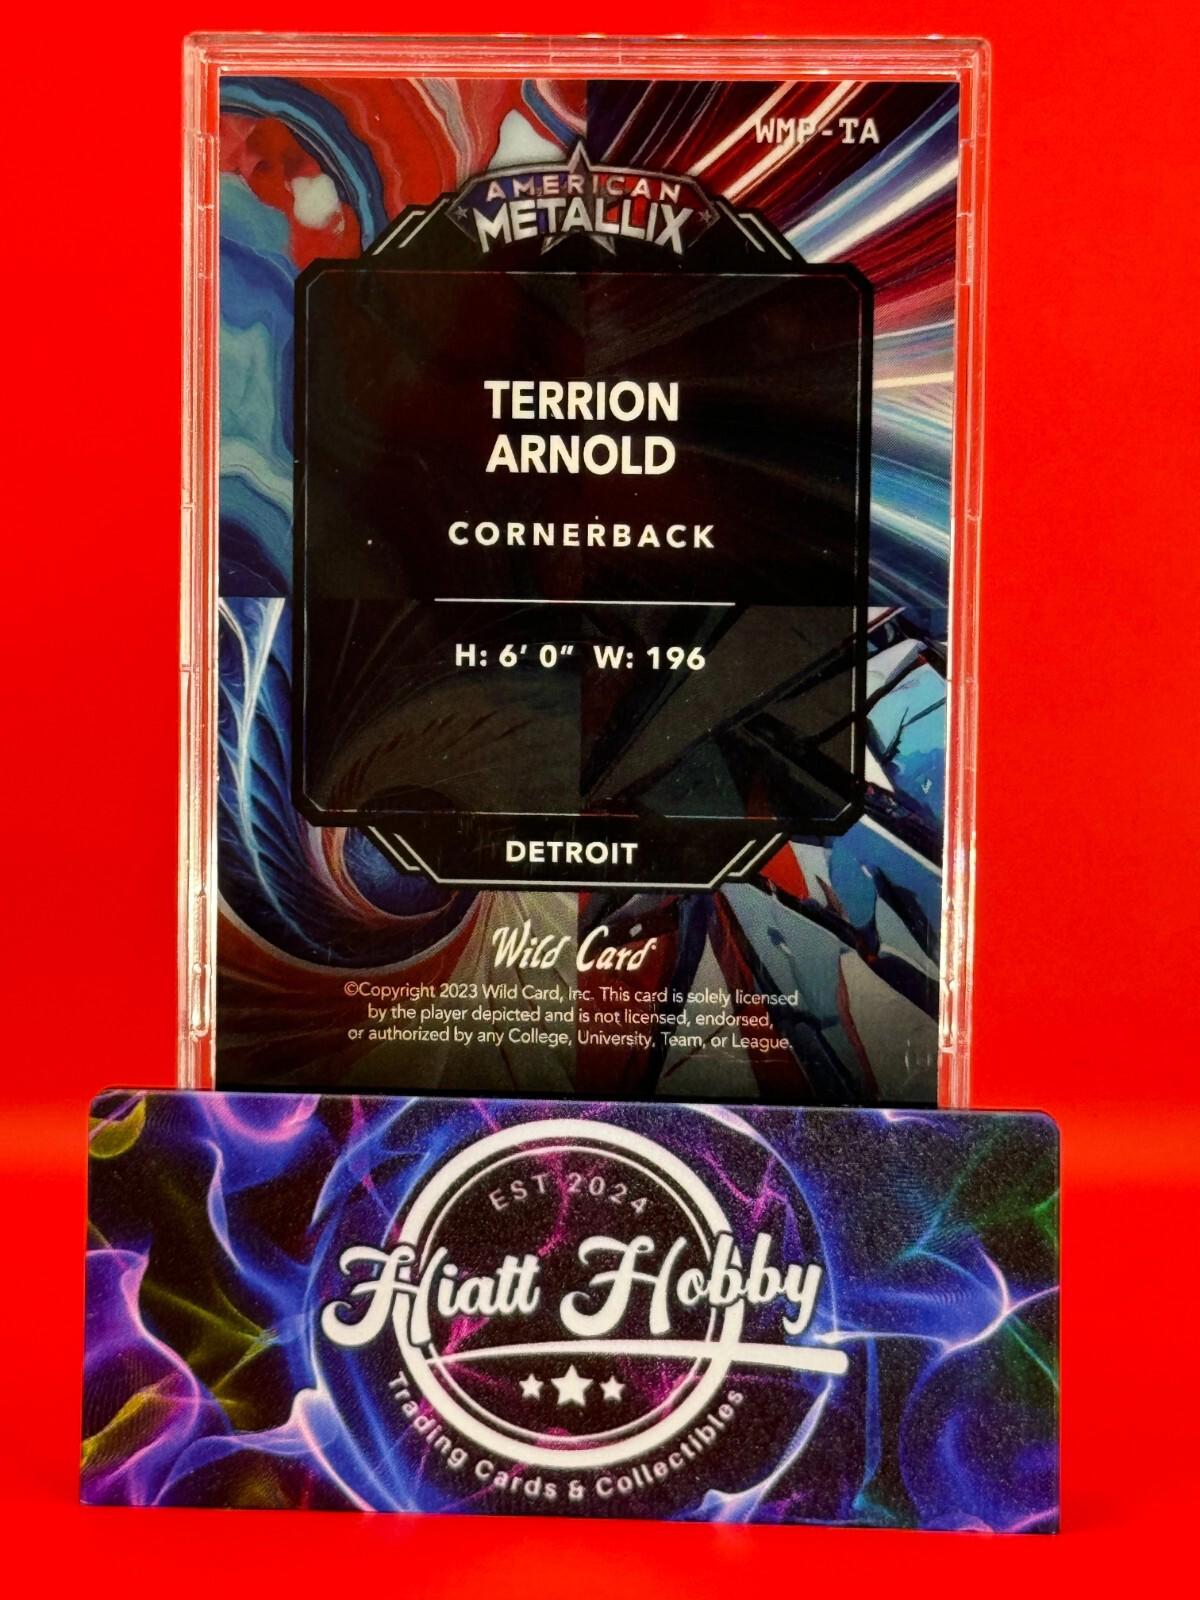 WMP-TA
AMERICAN
METALLIX
TERRION
ARNOLD
CORNERBACK
H: 6' 0" W: 196
DETROIT
Wild Card
©Copyright 2023 Wild Card, Inc. This card is solely licensed
by the player depicted and is not licensed, endorsed,
or authorized by any College, University, Team, or League.
EST 2024
Hiatt Hobby
Trading Cards & Collectibles